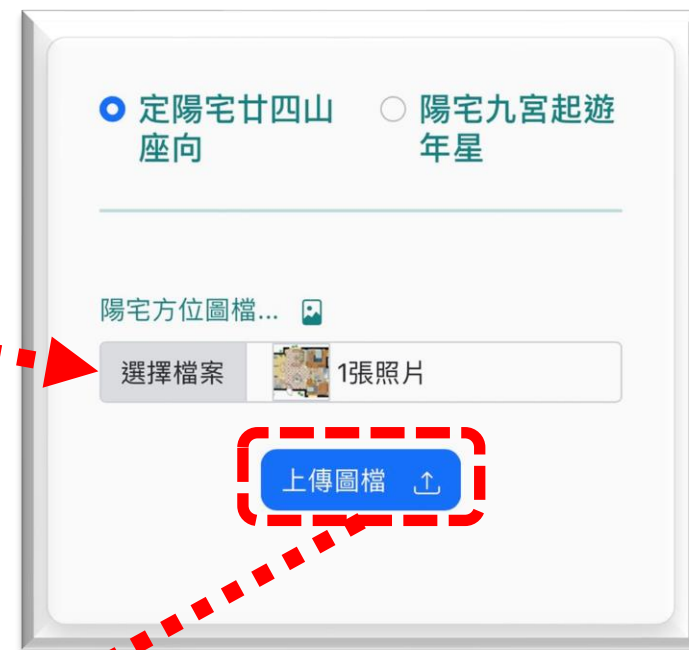 定陽宅廿四山
座向
陽宅九宮起遊
年星
陽宅方位圖檔...
選擇檔案 1張照片
上傳圖檔